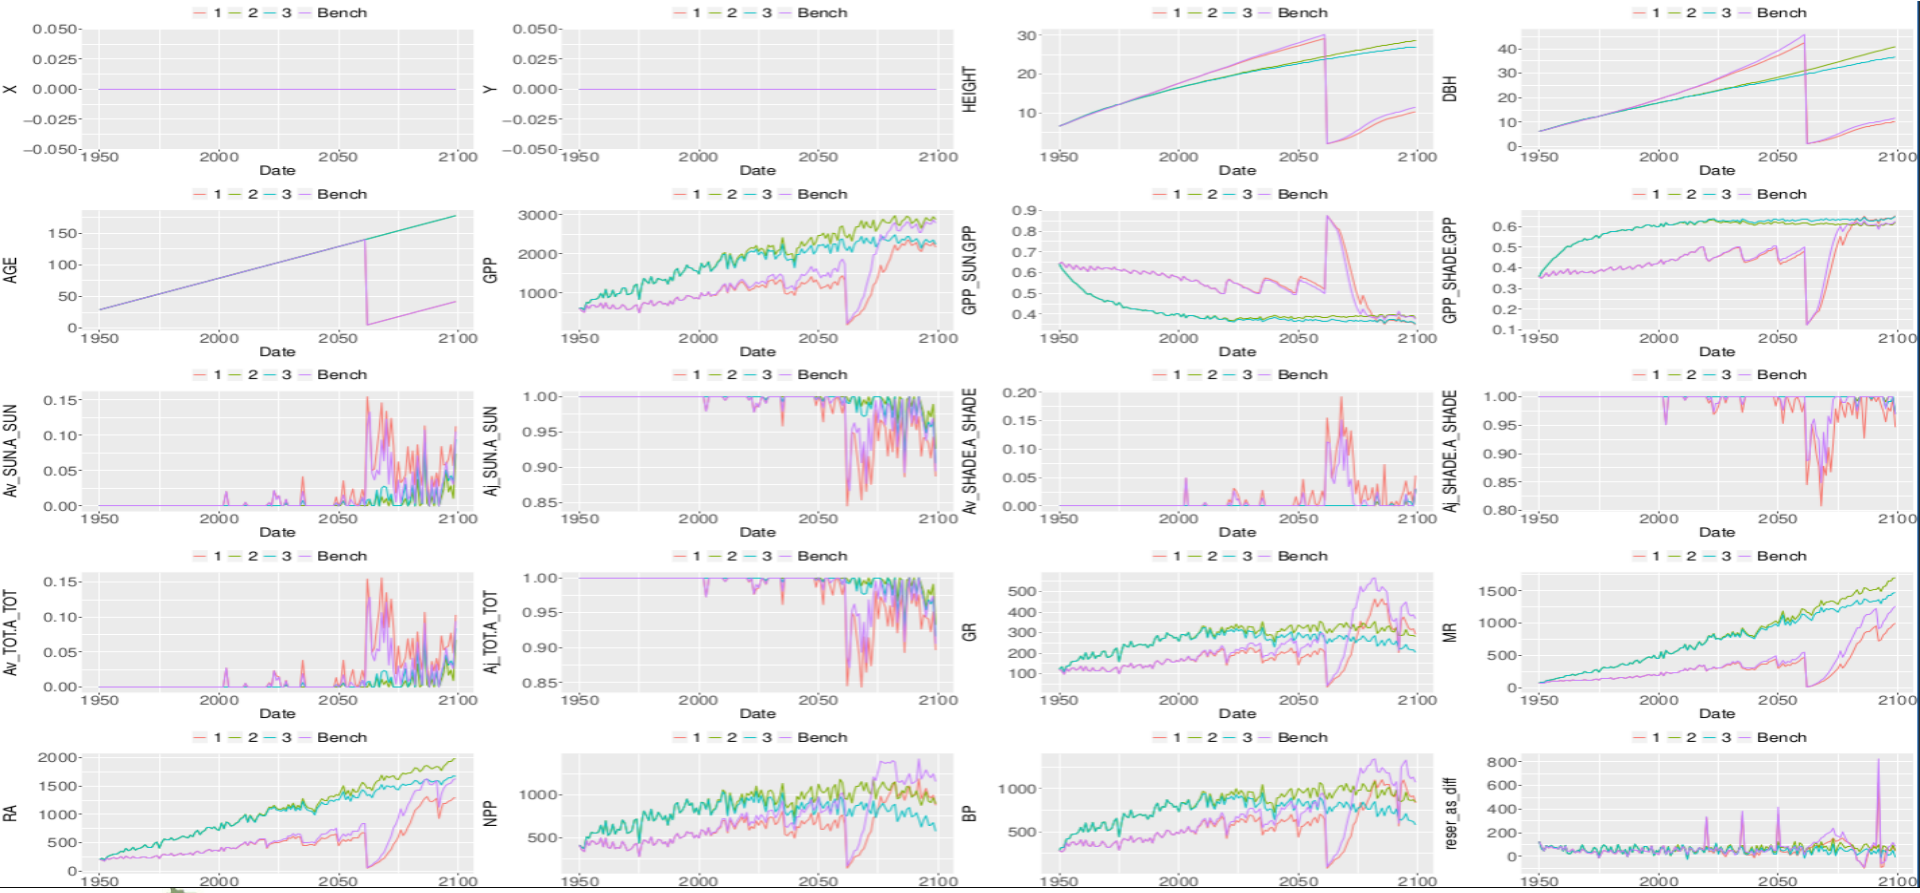 1 2 3 Bench 1 2 3 Bench 1 2 3 Bench 1 2 3 Bench
X 0.050 0.025 0.000 −0.025 −0.050
1950 2000 2050 2100
Date
Y 0.050 0.025 0.000 −0.025 −0.050
1950 2000 2050 2100
Date
HEIGHT 30 20 10
1950 2000 2050 2100
Date
DBH 40 30 20 10 0
1950 2000 2050 2100
Date
1 2 3 Bench 1 2 3 Bench 1 2 3 Bench 1 2 3 Bench
AGE 150 100 50 0
1950 2000 2050 2100
Date
GPP 3000 2000 1000
1950 2000 2050 2100
Date
GPP_SUN.GPP 0.9 0.8 0.7 0.6 0.5 0.4
1950 2000 2050 2100
Date
GPP_SHADE.GPP 0.6 0.5 0.4 0.3 0.2 0.1
1950 2000 2050 2100
Date
1 2 3 Bench 1 2 3 Bench 1 2 3 Bench 1 2 3 Bench
Av_SUN.A_SUN 0.15 0.10 0.05 0.00
1950 2000 2050 2100
Date
Aj_SUN.A_SUN 1.00 0.95 0.90 0.85
1950 2000 2050 2100
Date
Av_SHADE.A_SHADE 0.20 0.15 0.10 0.05 0.00
1950 2000 2050 2100
Date
Aj_SHADE.A_SHADE 1.00 0.95 0.90 0.85 0.80
1950 2000 2050 2100
Date
1 2 3 Bench 1 2 3 Bench 1 2 3 Bench 1 2 3 Bench
Av_TOT.A_TOT 0.15 0.10 0.05 0.00
1950 2000 2050 2100
Date
Aj_TOT.A_TOT 1.00 0.95 0.90 0.85
1950 2000 2050 2100
Date
GR 500 400 300 200 100
1950 2000 2050 2100
Date
MR 1500 1000 500 0
1950 2000 2050 2100
Date
1 2 3 Bench 1 2 3 Bench 1 2 3 Bench 1 2 3 Bench
RA 2000 1500 1000 500 0
1950 2000 2050 2100
NPP 1000 500
1950 2000 2050 2100
BP 1000 500
1950 2000 2050 2100
reser_as_diff 800 600 400 200 0
1950 2000 2050 2100